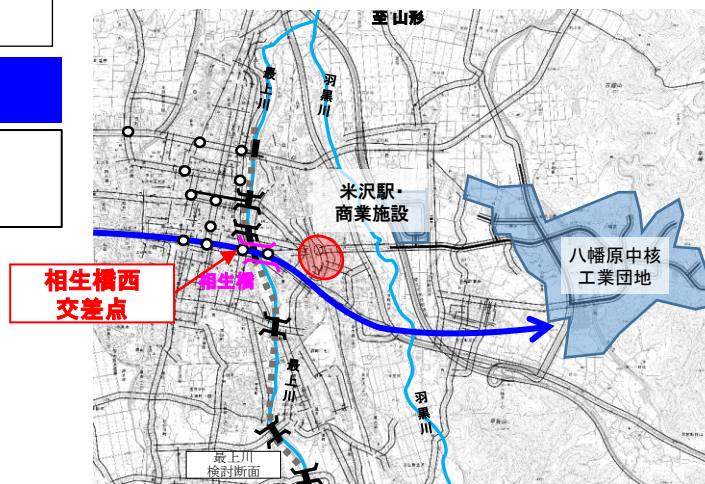 至 山形
最上川
羽黒川
米沢駅・
商業施設
八幡原中核
工業団地
相生橋西
交差点
相生橋
最上川
羽黒川
最上川
検討断面